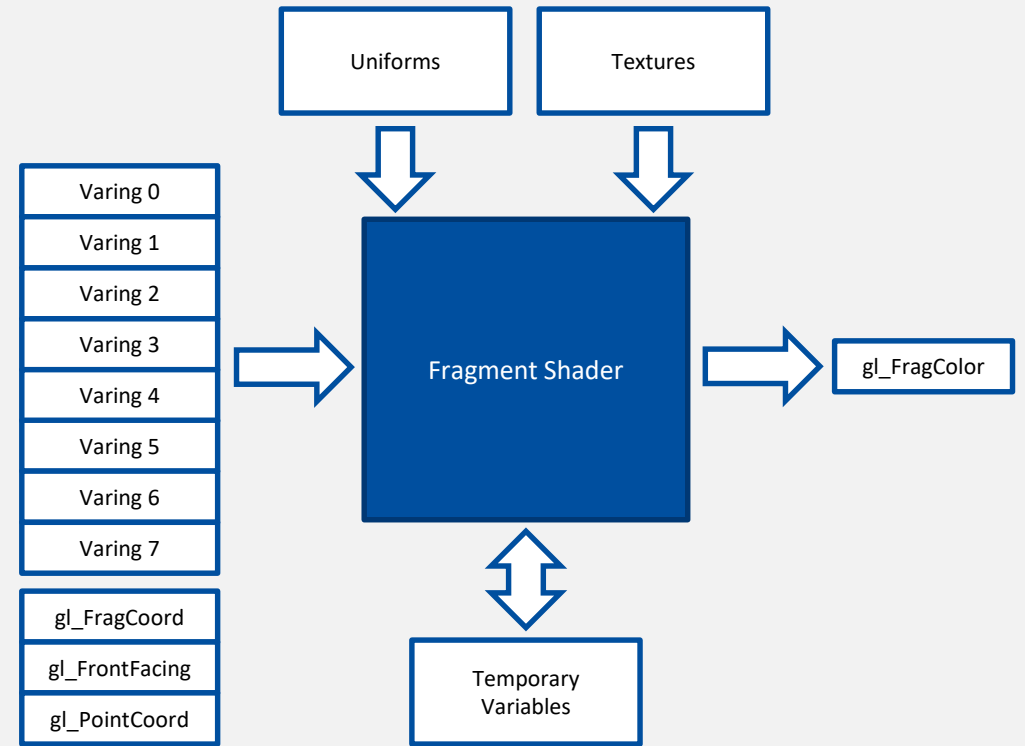 Uniforms
Textures
Varing 0
Varing 1
Varing 2
Varing 3
Varing 4
Varing 5
Varing 6
Varing 7
gl_FragCoord
gl_FrontFacing
gl_PointCoord
Fragment Shader
gl_FragColor
Temporary
Variables